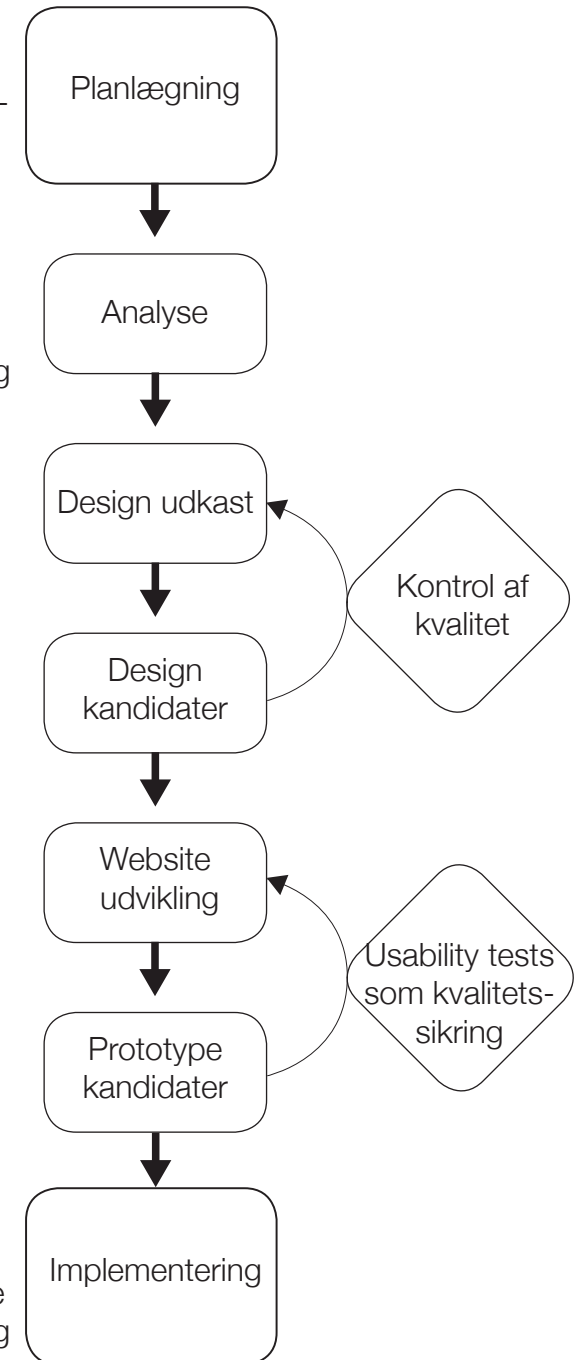 Planlægning
–
Analyse
g
Design udkast
Kontrol af
kvalitet
Design
kandidater
Website
udvikling
Usability tests
som kvalitets-
sikring
Prototype
kandidater
Implementering
e
g